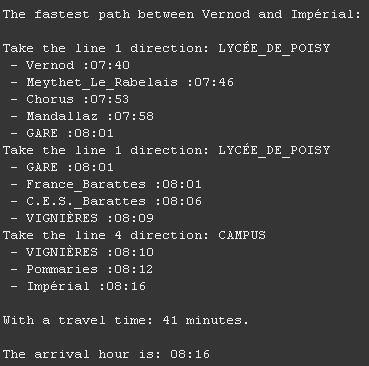 The fastest path between Vernod and Impérial:
Take the line 1 direction: LYCÉE_DE_POISY
- Vernod :07:40
- Meythet_Le_Rabelais :07:46
- Chorus :07:53
- Mandallaz :07:58
- GARE :08:01
Take the line 1 direction: LYCÉE_DE_POISY
- GARE :08:01
- France_Barattes :08:01
- C.E.S._Barattes :08:06
- VIGNIÈRES :08:09
Take the line 4 direction: CAMPUS
- VIGNIÈRES :08:10
- Pommaries :08:12
- Impérial :08:16
With a travel time: 41 minutes.
The arrival hour is: 08:16